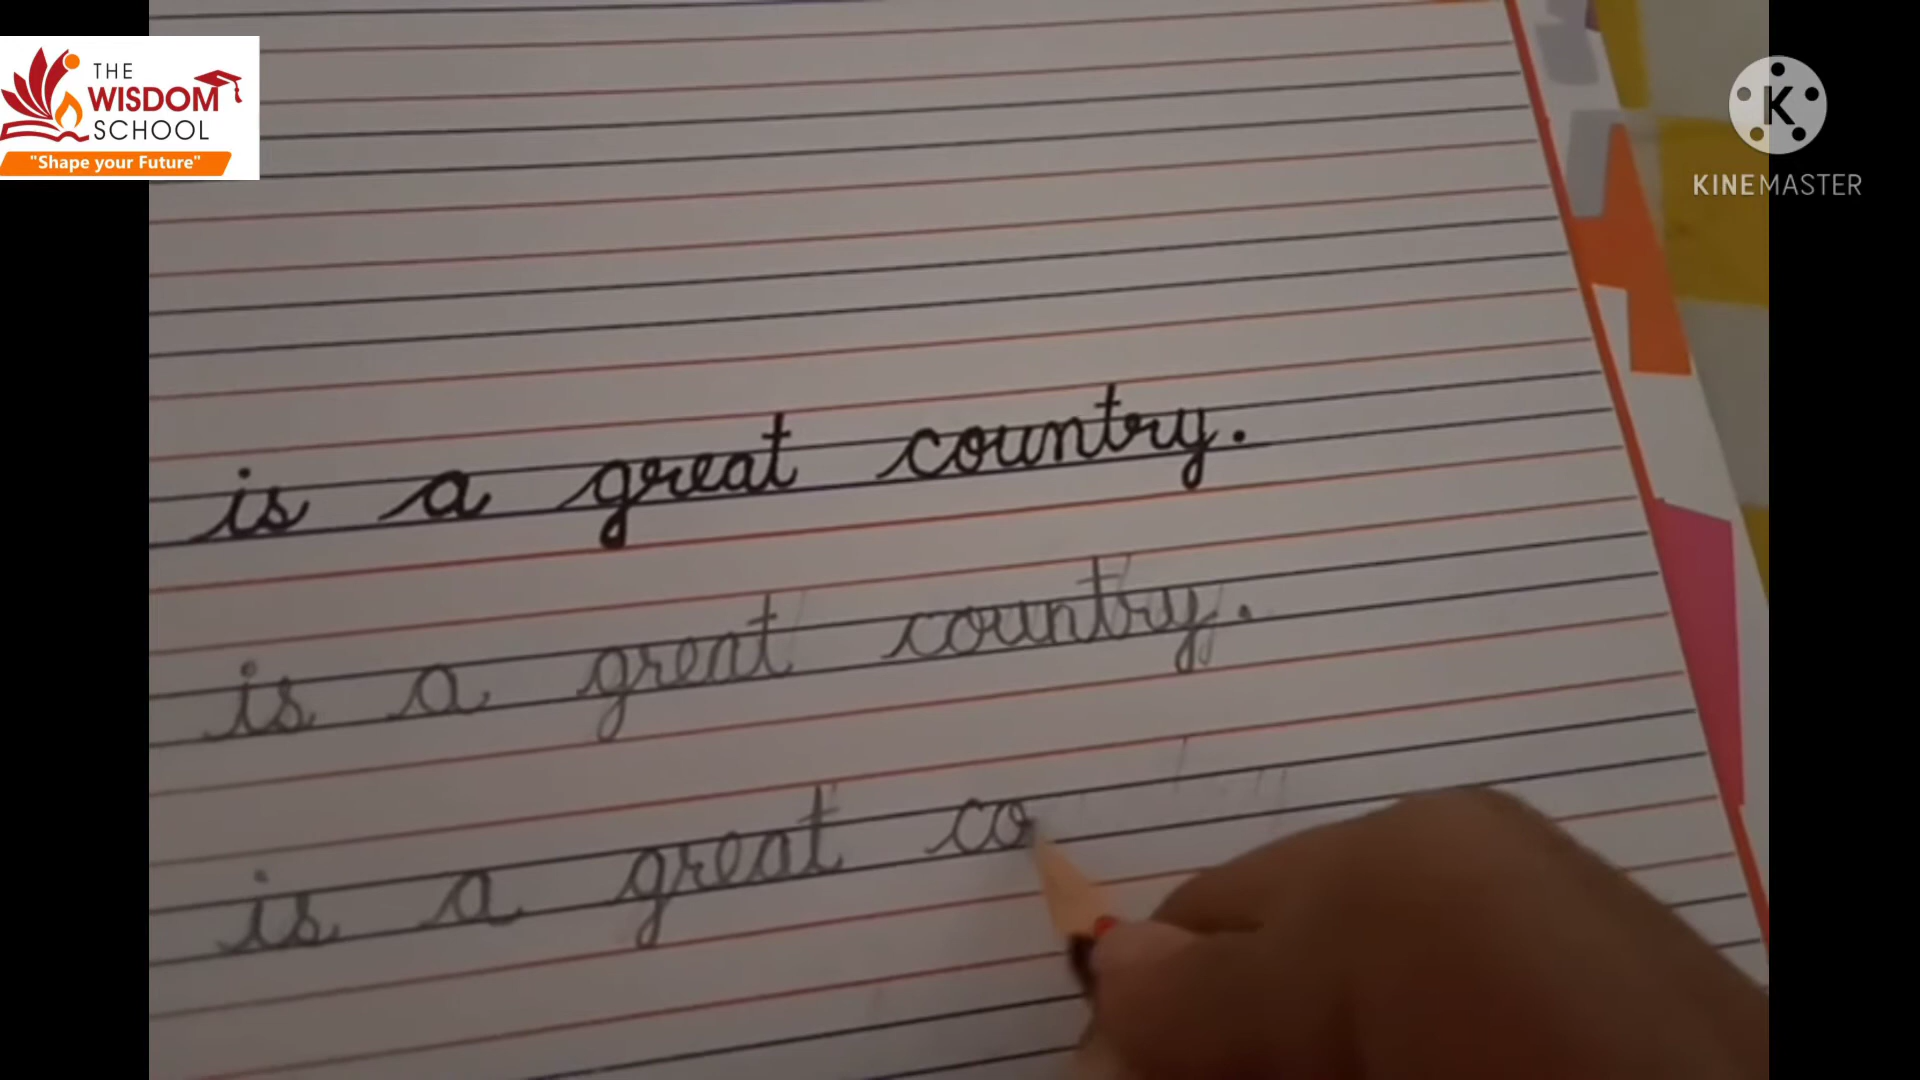 THE
WISDOM
SCHOOL
"Shape your Future"
K
KINEMASTER
is a great country.
is a great country.
is a great co